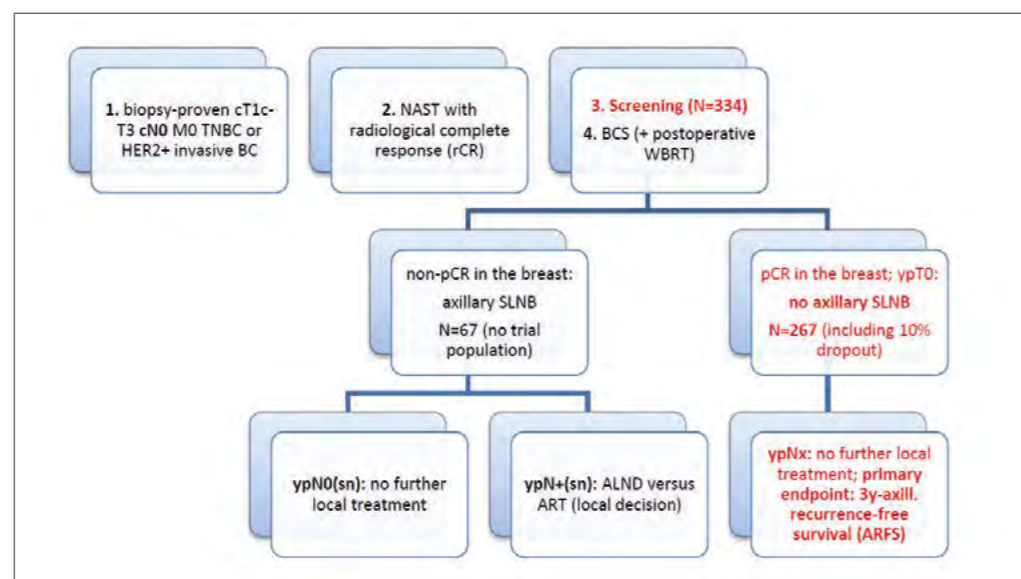 1. biopsy-proven cT1c-
T3 cN0 M0 TNBC or
HER2+ invasive BC
2. NAST with
radiological complete
response (rCR)
3. Screening (N=334)
4. BCS (+ postoperative
WBRT)
non-pCR in the breast:
axillary SLNB
N=67 (no trial
population)
pCR in the breast; ypT0:
no axillary SLNB
N=267 (including 10%
dropout)
ypN0(sn): no further
local treatment
ypN+(sn): ALND versus
ART (local decision)
ypNx: no further local
treatment; primary
endpoint: 3y-axill.
recurrence-free
survival (ARFS)